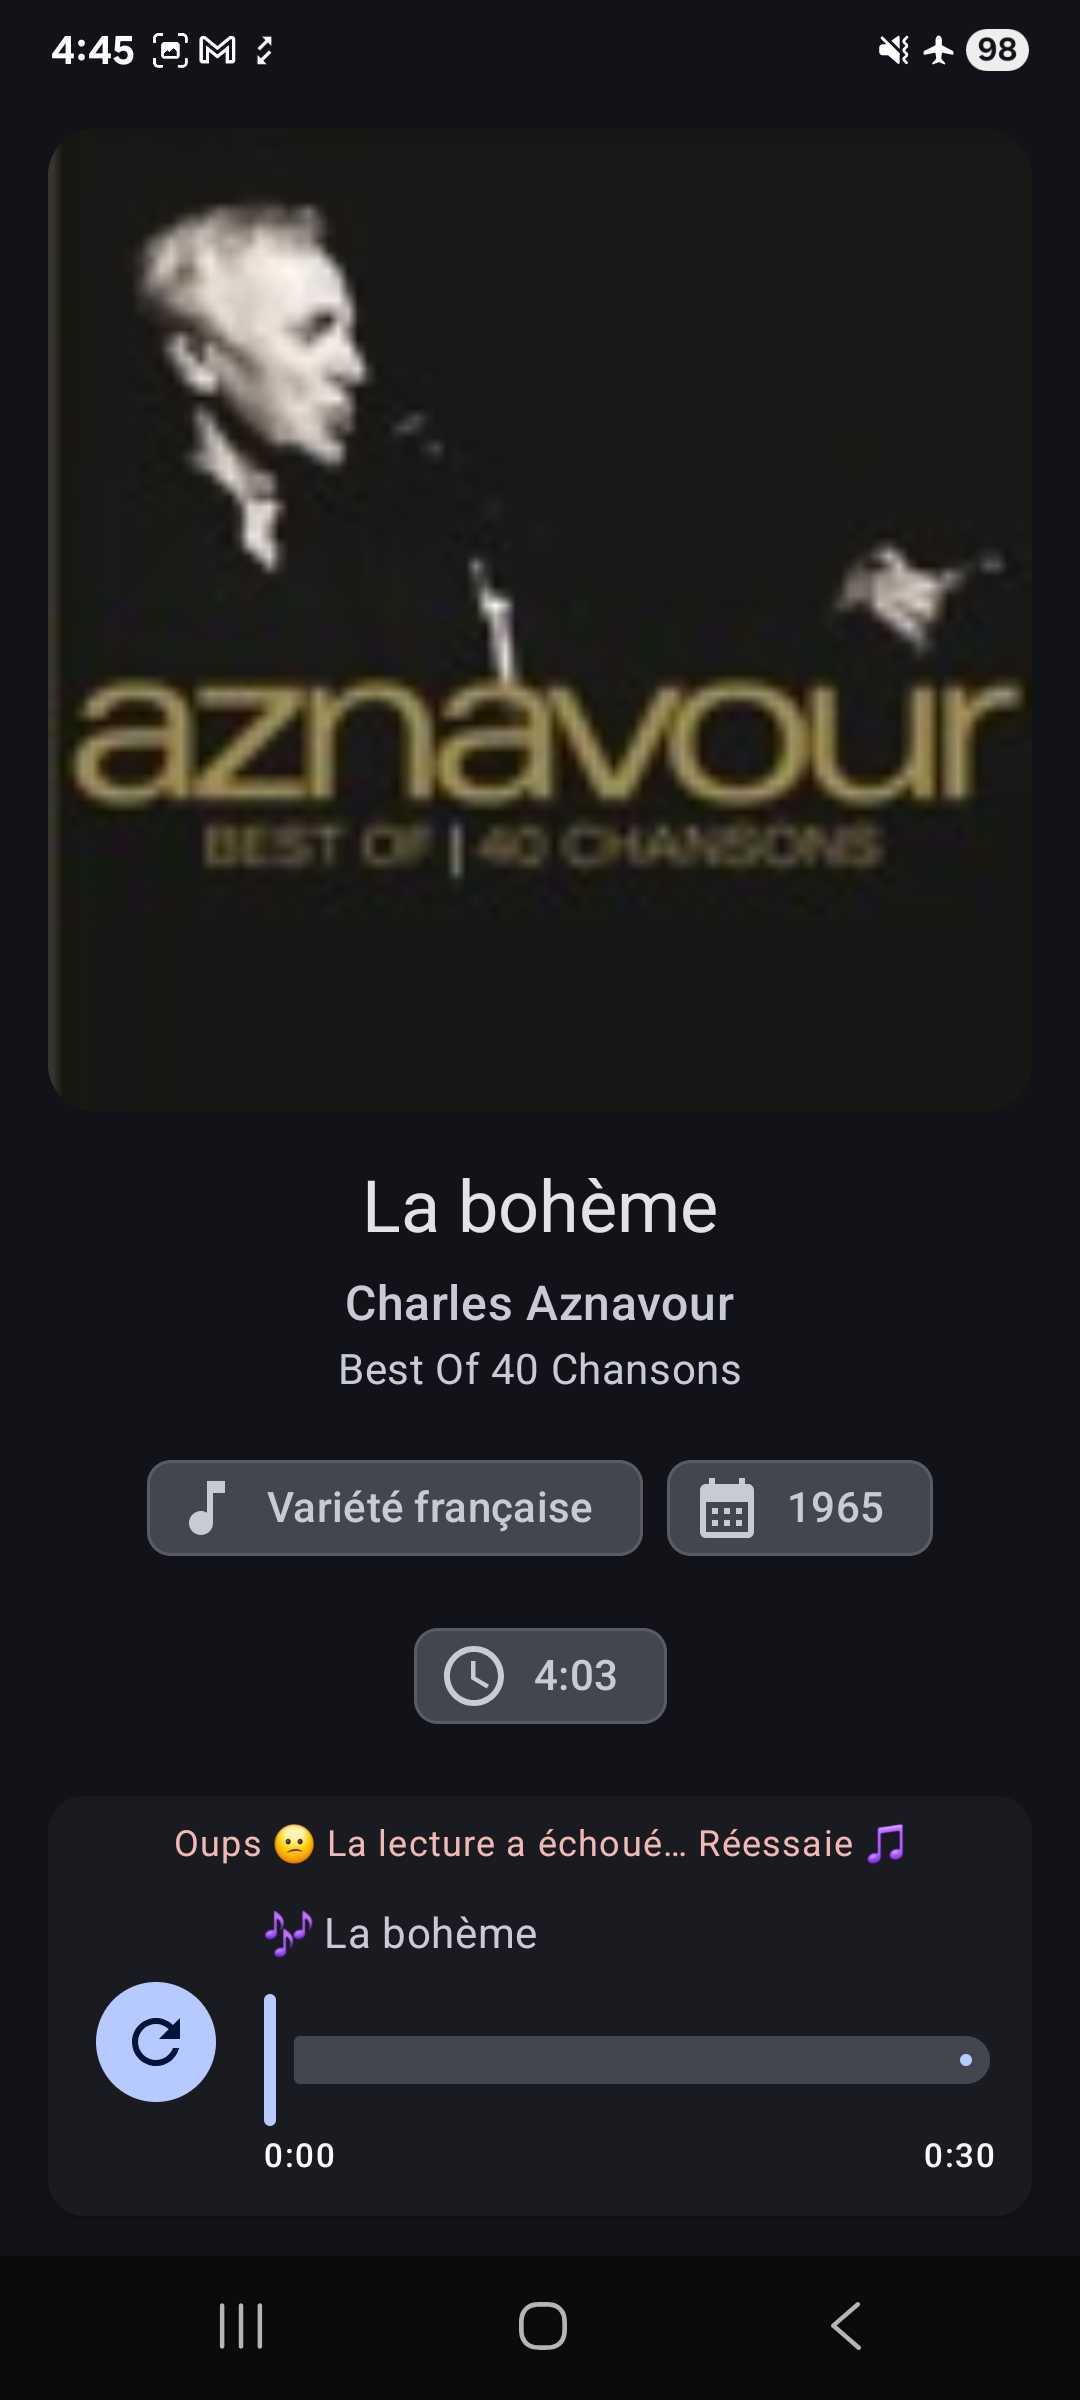 4:45
98
aznavour
BEST OF | 40 CHANSONS
La bohème
Charles Aznavour
Best Of 40 Chansons
Variété française
1965
4:03
Oups 😕 La lecture a échoué... Réessaie 🎵
🎶 La bohème
0:00
0:30